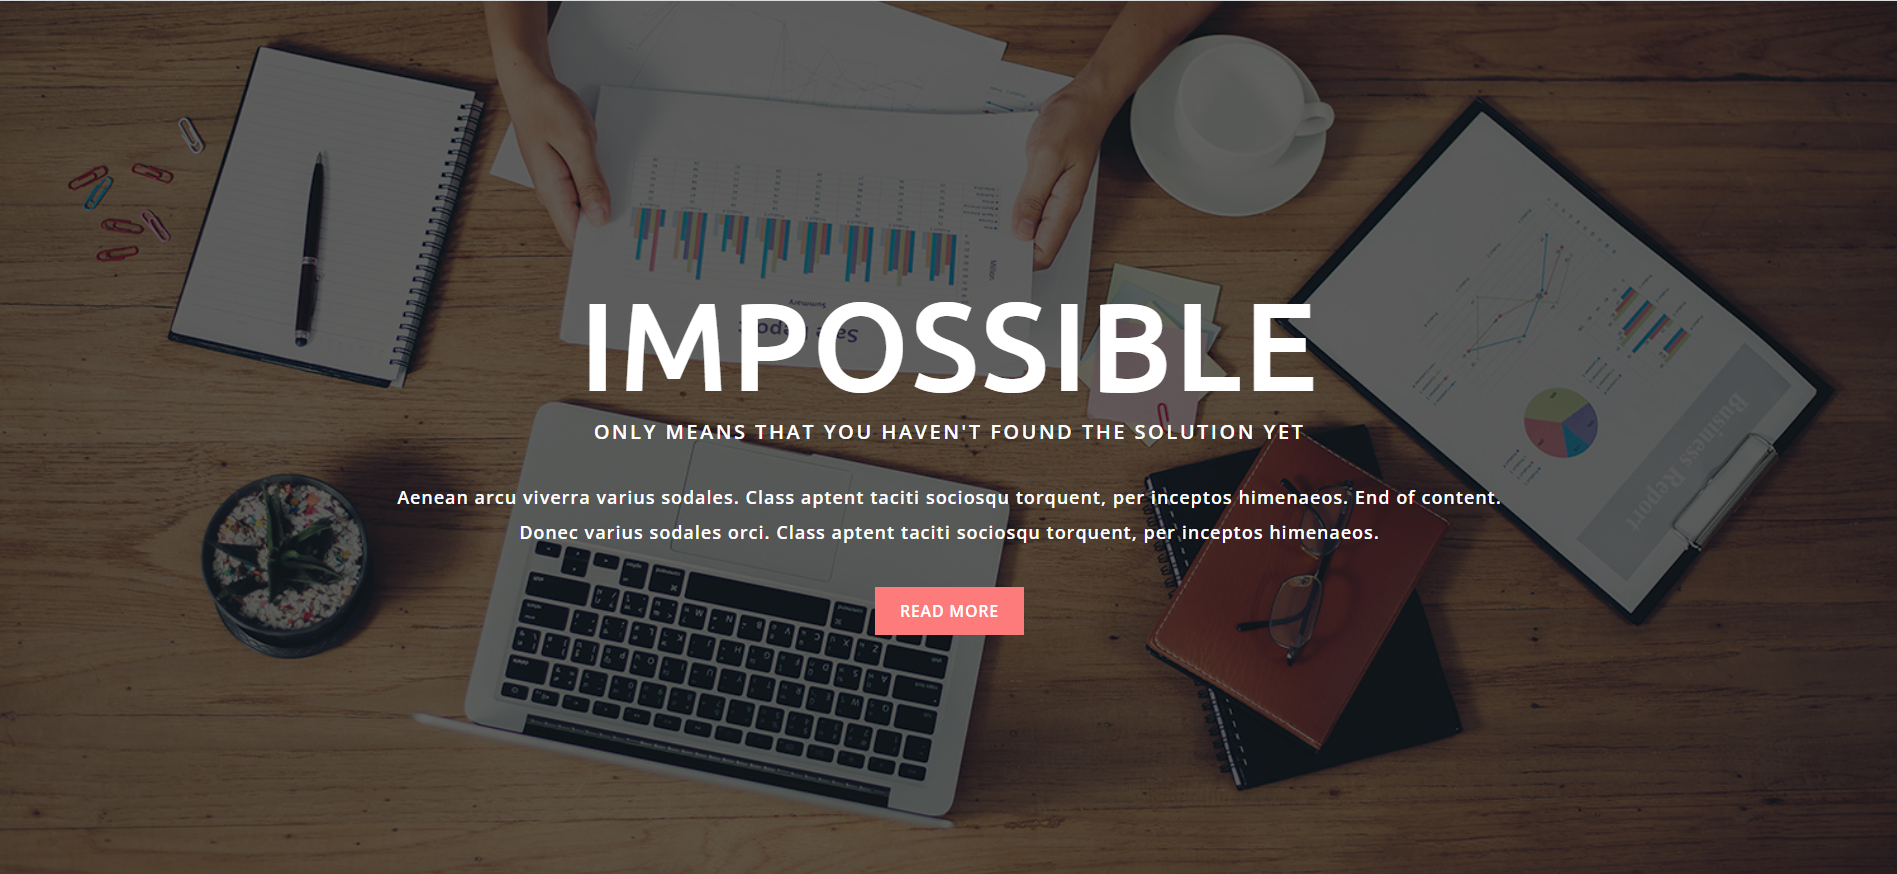 IMPOSSIBLE
ONLY MEANS THAT YOU HAVEN'T FOUND THE SOLUTION YET
Aenean arcu viverra varius sodales. Class aptent taciti sociosqu torquent, per inceptos himenaeos. End of content.
Donec varius sodales orci. Class aptent taciti sociosqu torquent, per inceptos himenaeos.
READ MORE
Summary
Business Report